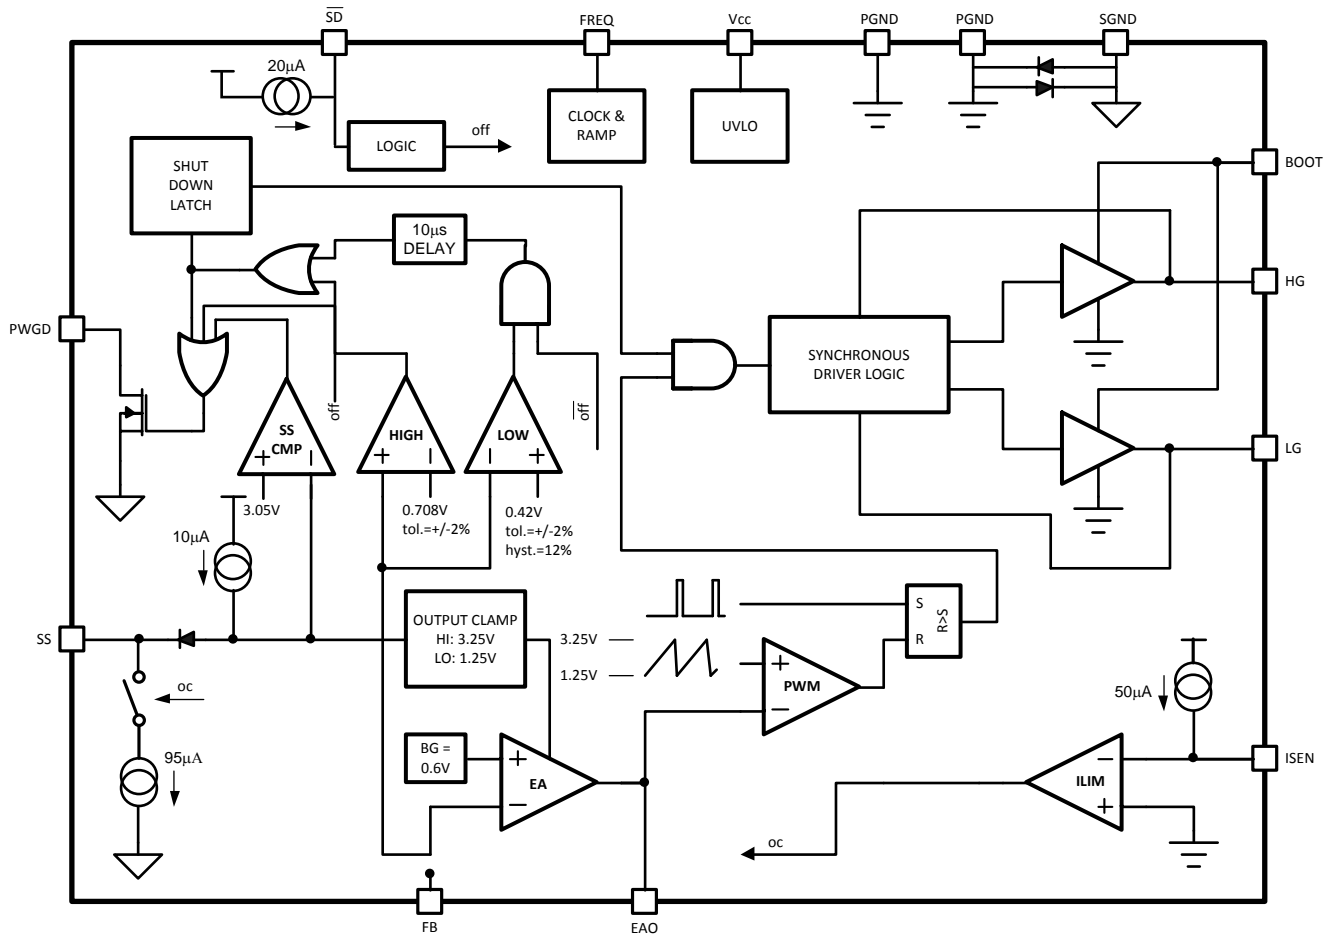 SD
FREQ
Vcc
PGND
PGND
SGND
20µA
CLOCK &
RAMP
UVLO
LOGIC
off
SHUT
DOWN
LATCH
BOOT
10µs
DELAY
HG
PWGD
SYNCHRONOUS
DRIVER LOGIC
off
off
SS
CMP
+
−
HIGH
+
−
LOW
−
+
LG
3.05V
0.708V
tol.=+/-2%
0.42V
tol.=+/-2%
hyst.=12%
10µA
OUTPUT CLAMP
HI: 3.25V
LO: 1.25V
S
R
R>S
SS
3.25V
1.25V
+
PWM
−
oc
50µA
95µA
BG =
0.6V
+
EA
−
−
ILIM
+
ISEN
oc
FB
EAO